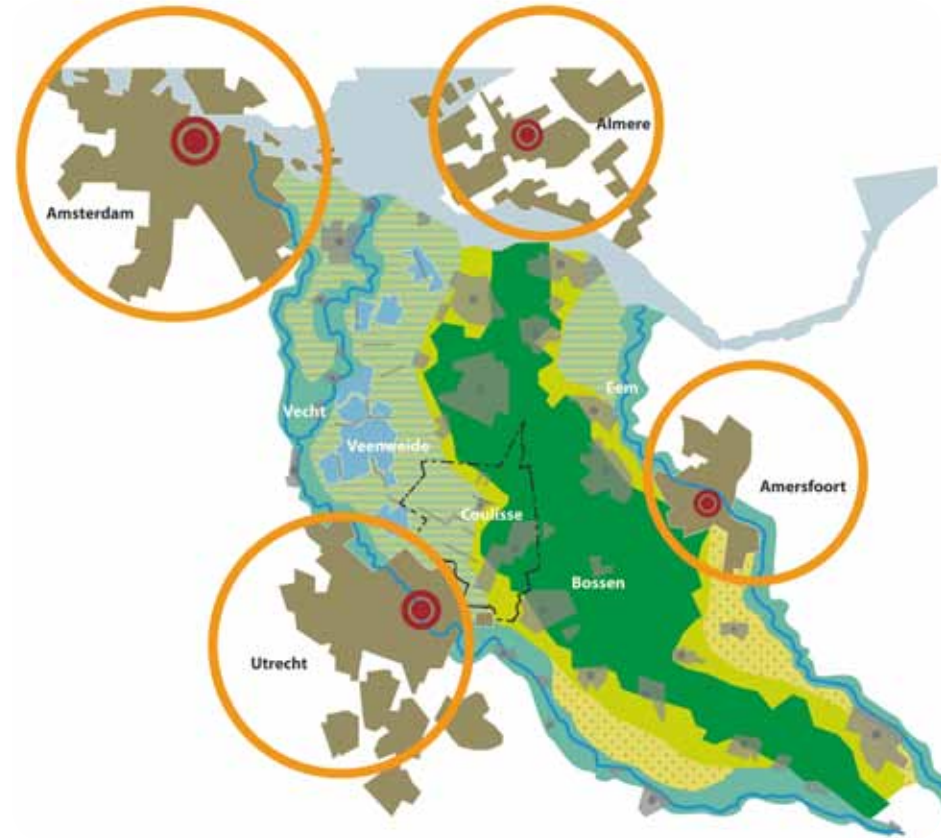 Almere
Amsterdam
Eem
Vecht
Veenweide
Amersfoort
Coulisse
Bossen
Utrecht